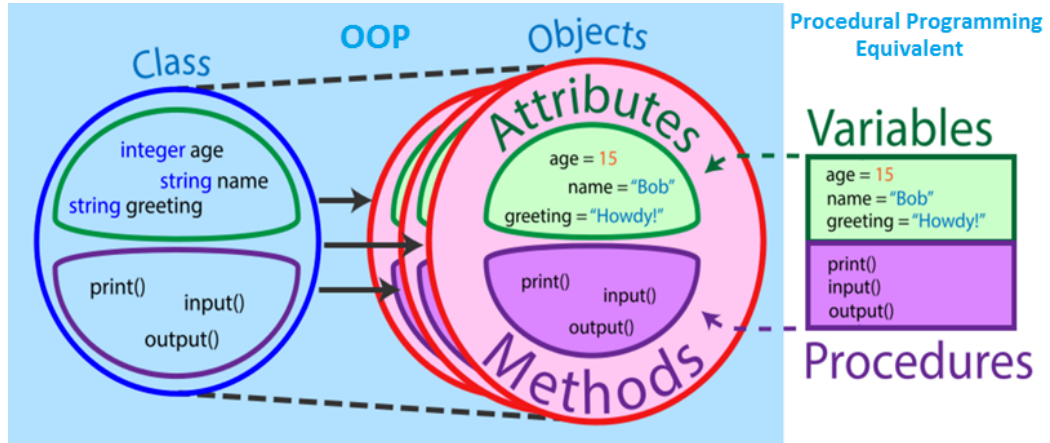 OOP
Class
Objects
Procedural Programming
Equivalent
integer age
string name
string greeting
print()
input()
output()
Attributes
age = 15
name = “Bob”
greeting = “Howdy!”
print()
input()
output()
Methods
Variables
age = 15
name = “Bob”
greeting = “Howdy!”
print()
input()
output()
Procedures